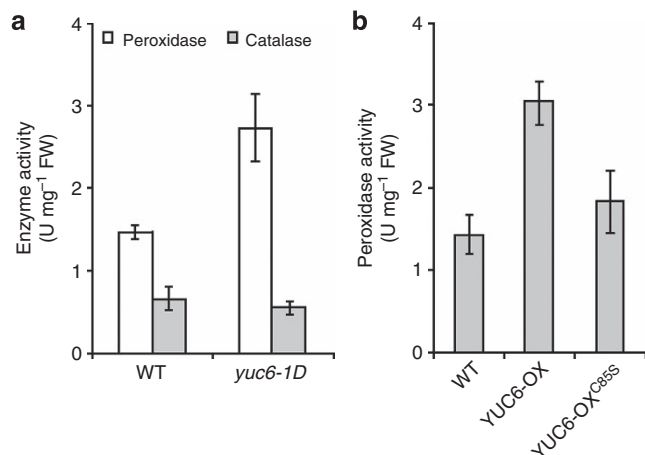 a
4
3
2
1
0
Enzyme activity
(U mg⁻¹ FW)
Peroxidase Catalase
WT yuc6-1D
b
4
3
2
1
0
Peroxidase activity
(U mg⁻¹ FW)
WT
YUC6-OX
YUC6-OX^C85S